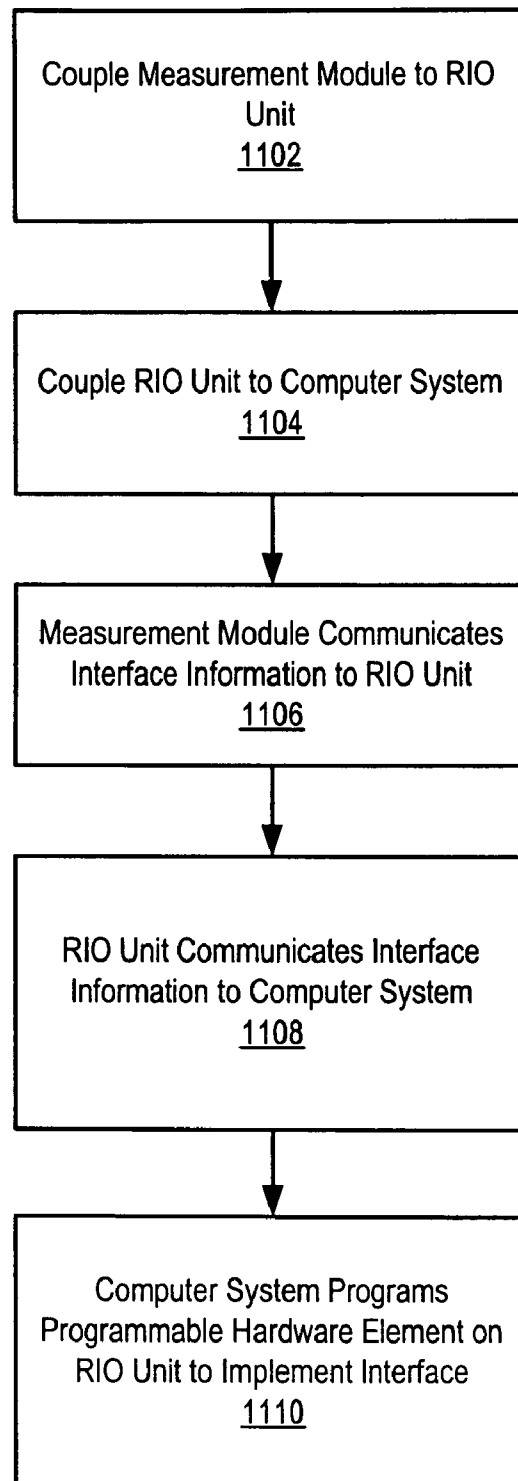 Couple Measurement Module to RIO
Unit
1102
Couple RIO Unit to Computer System
1104
Measurement Module Communicates
Interface Information to RIO Unit
1106
RIO Unit Communicates Interface
Information to Computer System
1108
Computer System Programs
Programmable Hardware Element on
RIO Unit to Implement Interface
1110